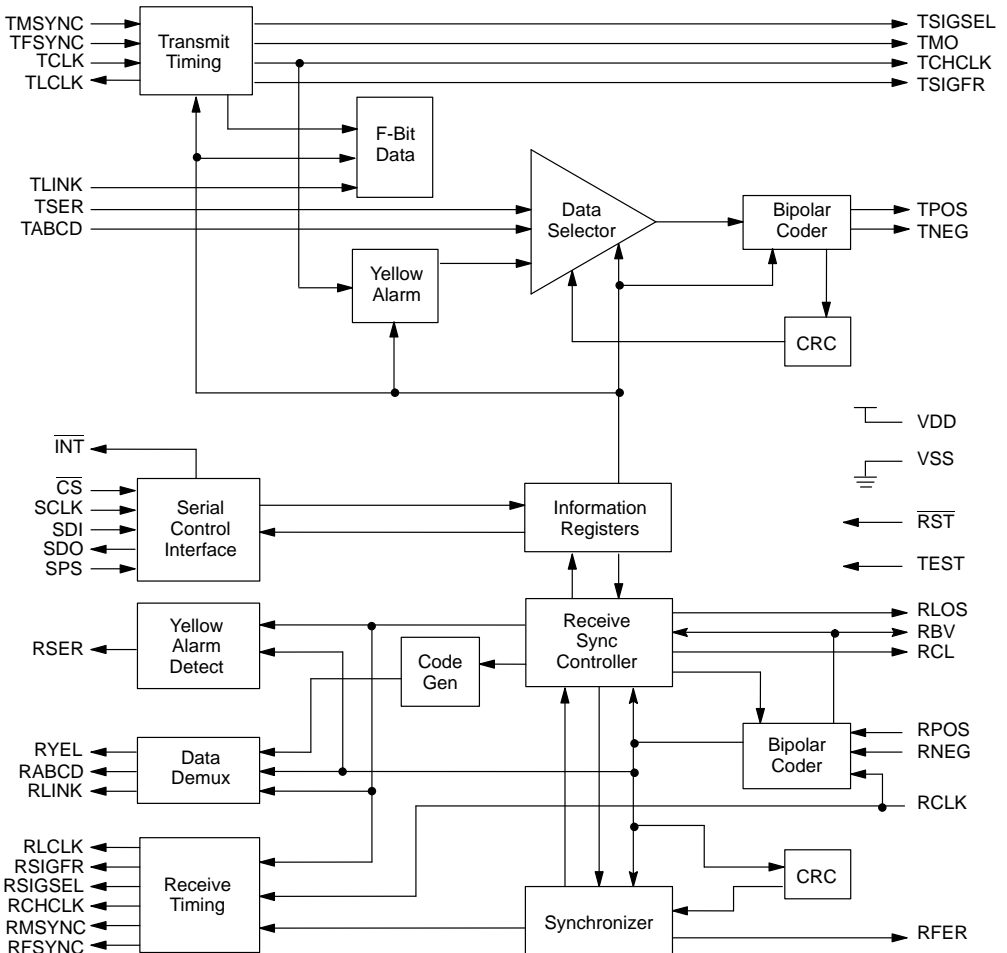 TMSYNC
TFSYNC
TCLK
TLCLK
Transmit
Timing
TSIGSEL
TMO
TCHCLK
TSIGFR
F-Bit
Data
TLINK
TSER
TABCD
Data
Selector
Bipolar
Coder
TPOS
TNEG
Yellow
Alarm
CRC
VDD
VSS
RST
TEST
INT
CS
SCLK
SDI
SDO
SPS
Serial
Control
Interface
Information
Registers
RSER
Yellow
Alarm
Detect
Code
Gen
Receive
Sync
Controller
RLOS
RBV
RCL
RYEL
RABCD
RLINK
Data
Demux
Bipolar
Coder
RPOS
RNEG
RCLK
RLCLK
RSIGFR
RSIGSEL
RCHCLK
RMSYNC
RFSYNC
Receive
Timing
Synchronizer
CRC
RFER